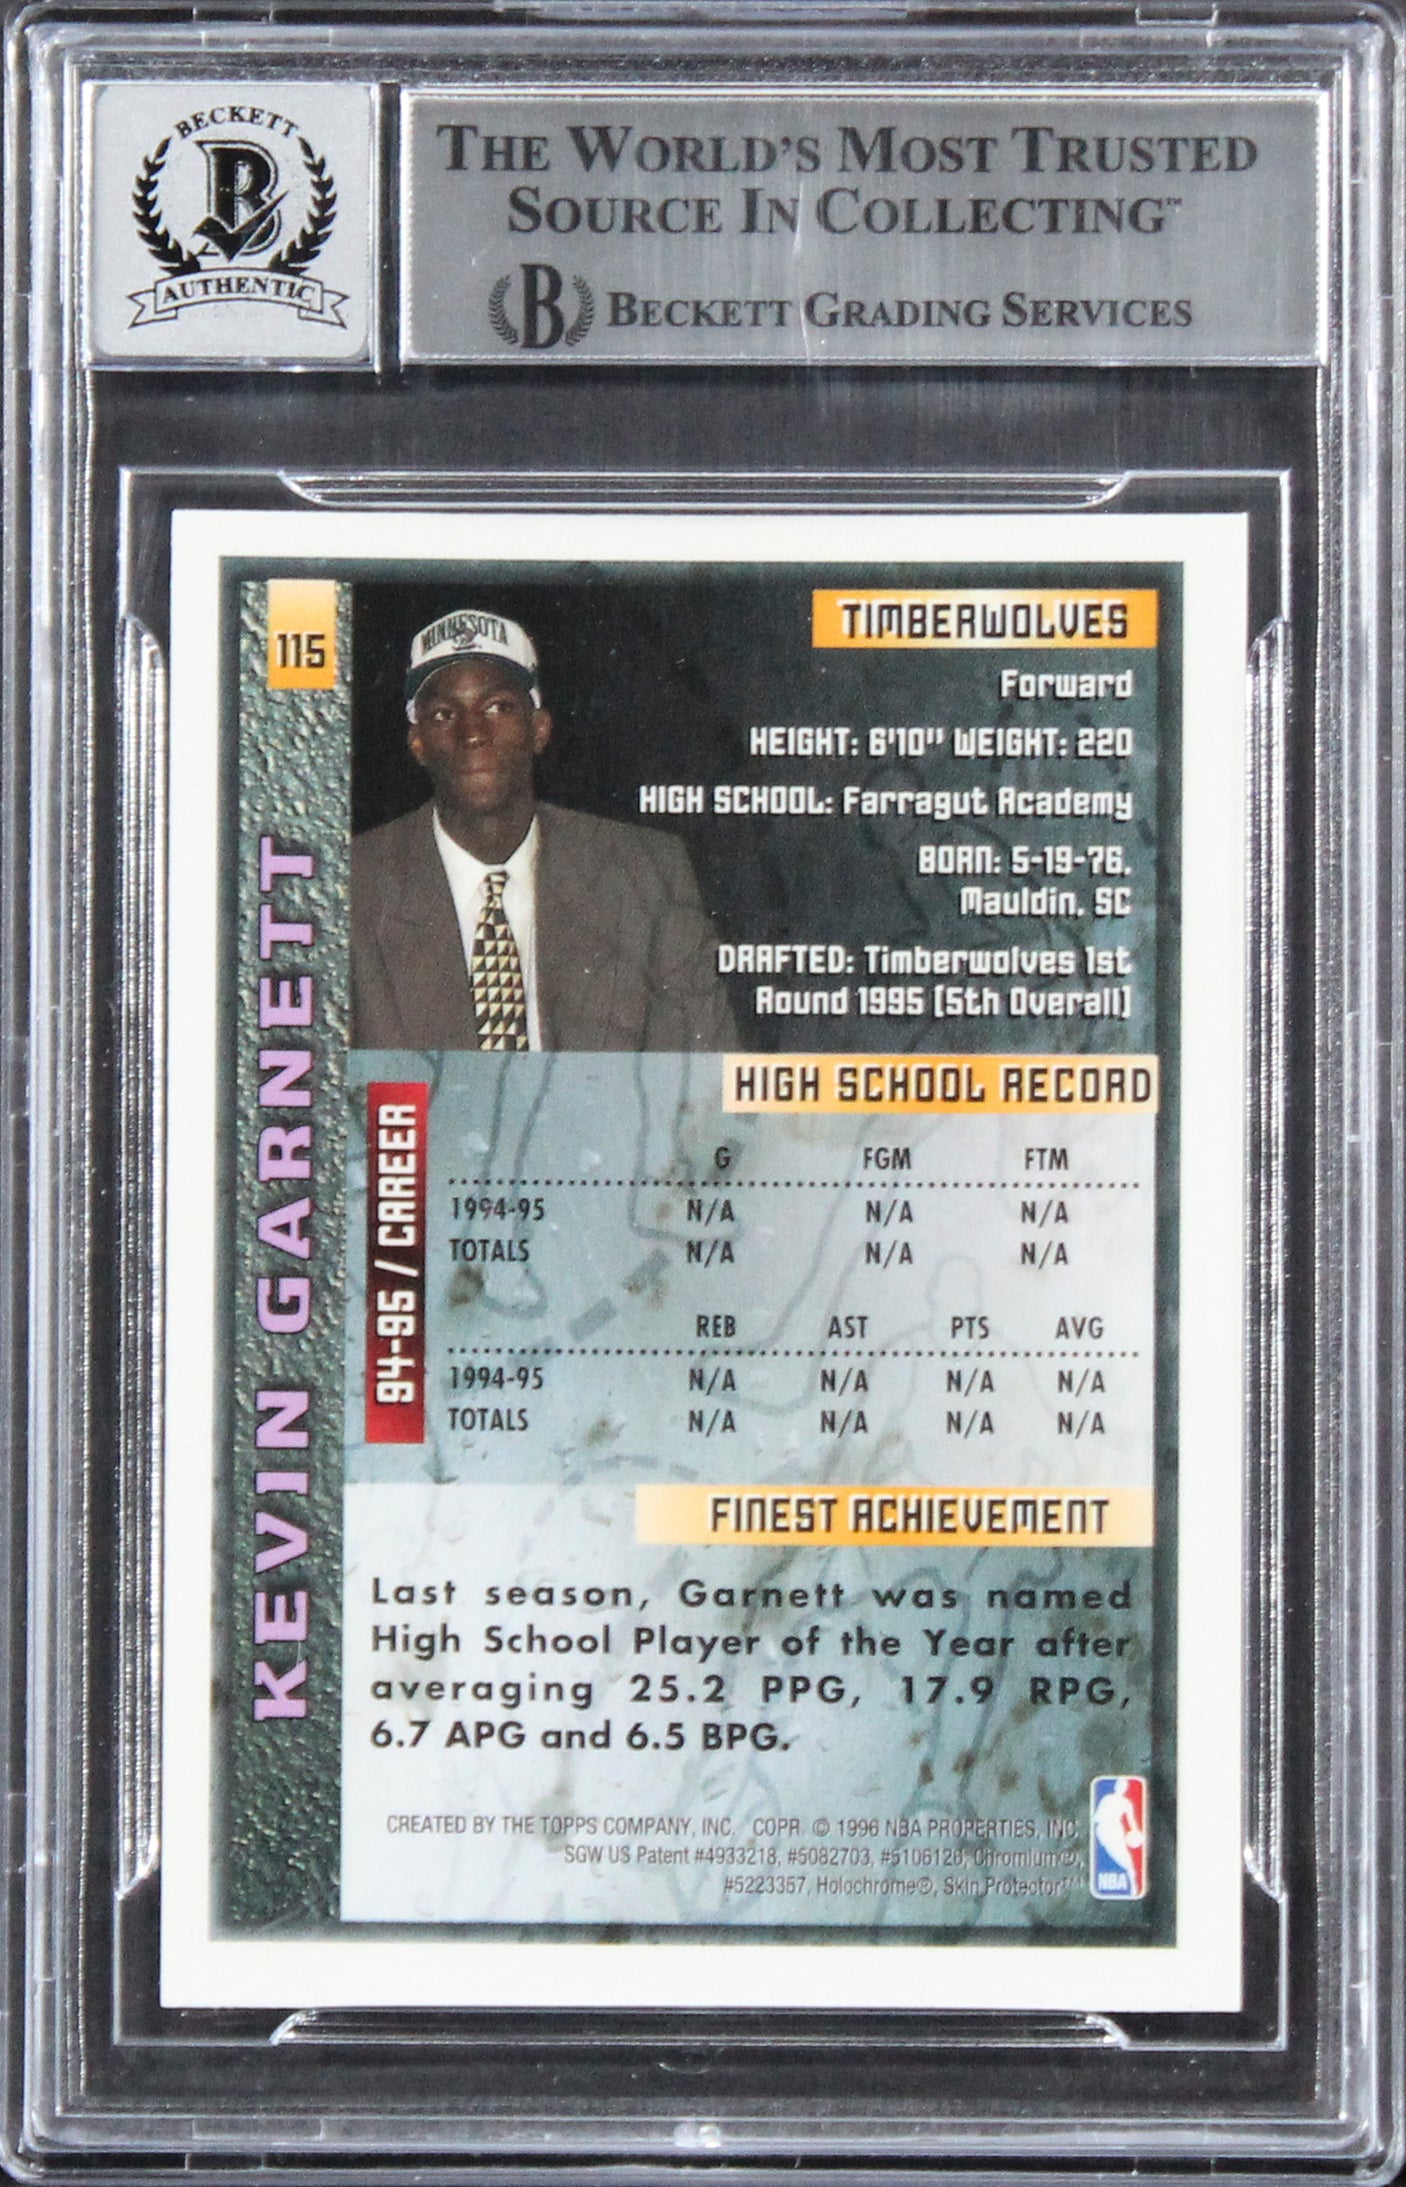 BECKETT
AUTHENTIC
THE WORLD'S MOST TRUSTED
SOURCE IN COLLECTING™
B BECKETT GRADING SERVICES
115
MINNESOTA
KEVIN GARNETT
TIMBERWOLVES
Forward
HEIGHT: 6'10" WEIGHT: 220
HIGH SCHOOL: Farragut Academy
BORN: 5-19-76,
Mauldin, SC
DRAFTED: Timberwolves 1st
Round 1995 (5th Overall)
HIGH SCHOOL RECORD
94-95 / CAREER
G FGM FTM
1994-95 N/A N/A N/A
TOTALS N/A N/A N/A
REB AST PTS AVG
1994-95 N/A N/A N/A N/A
TOTALS N/A N/A N/A N/A
FINEST ACHIEVEMENT
Last season, Garnett was named
High School Player of the Year after
averaging 25.2 PPG, 17.9 RPG,
6.7 APG and 6.5 BPG.
CREATED BY THE TOPPS COMPANY, INC. COPR. © 1996 NBA PROPERTIES, INC.
SGW US Patent #4933218, #5082703, #5106126, Chromium®,
#5223357, Holochrome®, Skin Protector™
NBA